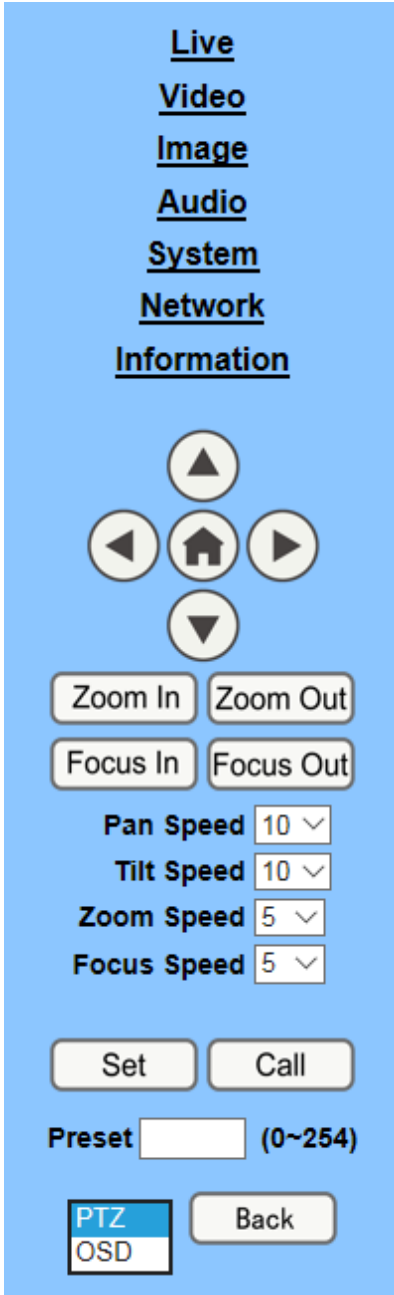 Live
Video
Image
Audio
System
Network
Information
Zoom In Zoom Out
Focus In Focus Out
Pan Speed 10
Tilt Speed 10
Zoom Speed 5
Focus Speed 5
Set Call
Preset (0~254)
PTZ Back
OSD